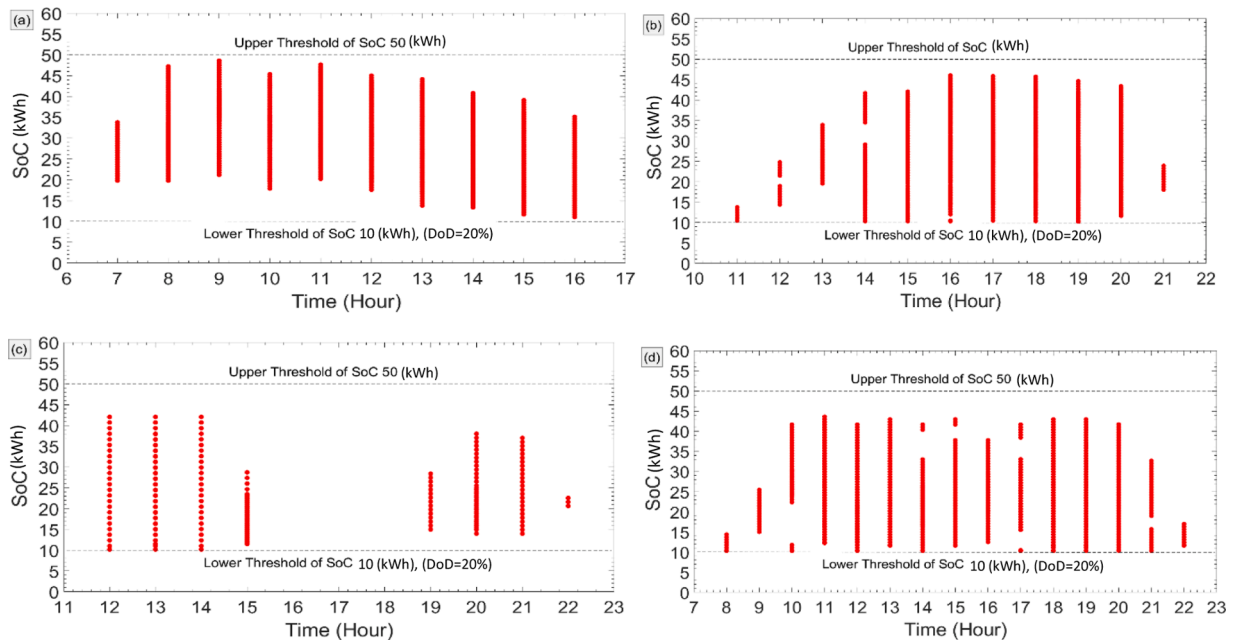 (a)
60
55
50
45
40
35
30
25
20
15
10
5
0
SoC (kWh)
Upper Threshold of SoC 50 (kWh)
Lower Threshold of SoC 10 (kWh), (DoD=20%)
6 7 8 9 10 11 12 13 14 15 16 17
Time (Hour)
(b)
60
55
50
45
40
35
30
25
20
15
10
5
0
SoC (kWh)
Upper Threshold of SoC (kWh)
Lower Threshold of SoC 10 (kWh), (DoD=20%)
10 11 12 13 14 15 16 17 18 19 20 21 22
Time (Hour)
(c)
60
55
50
45
40
35
30
25
20
15
10
5
0
SoC(kWh)
Upper Threshold of SoC 50 (kWh)
Lower Threshold of SoC 10 (kWh), (DoD=20%)
11 12 13 14 15 16 17 18 19 20 21 22 23
Time (Hour)
(d)
60
55
50
45
40
35
30
25
20
15
10
5
0
SoC(kWh)
Upper Threshold of SoC 50 (kWh)
Lower Threshold of SoC 10 (kWh), (DoD=20%)
7 8 9 10 11 12 13 14 15 16 17 18 19 20 21 22 23
Time (Hour)